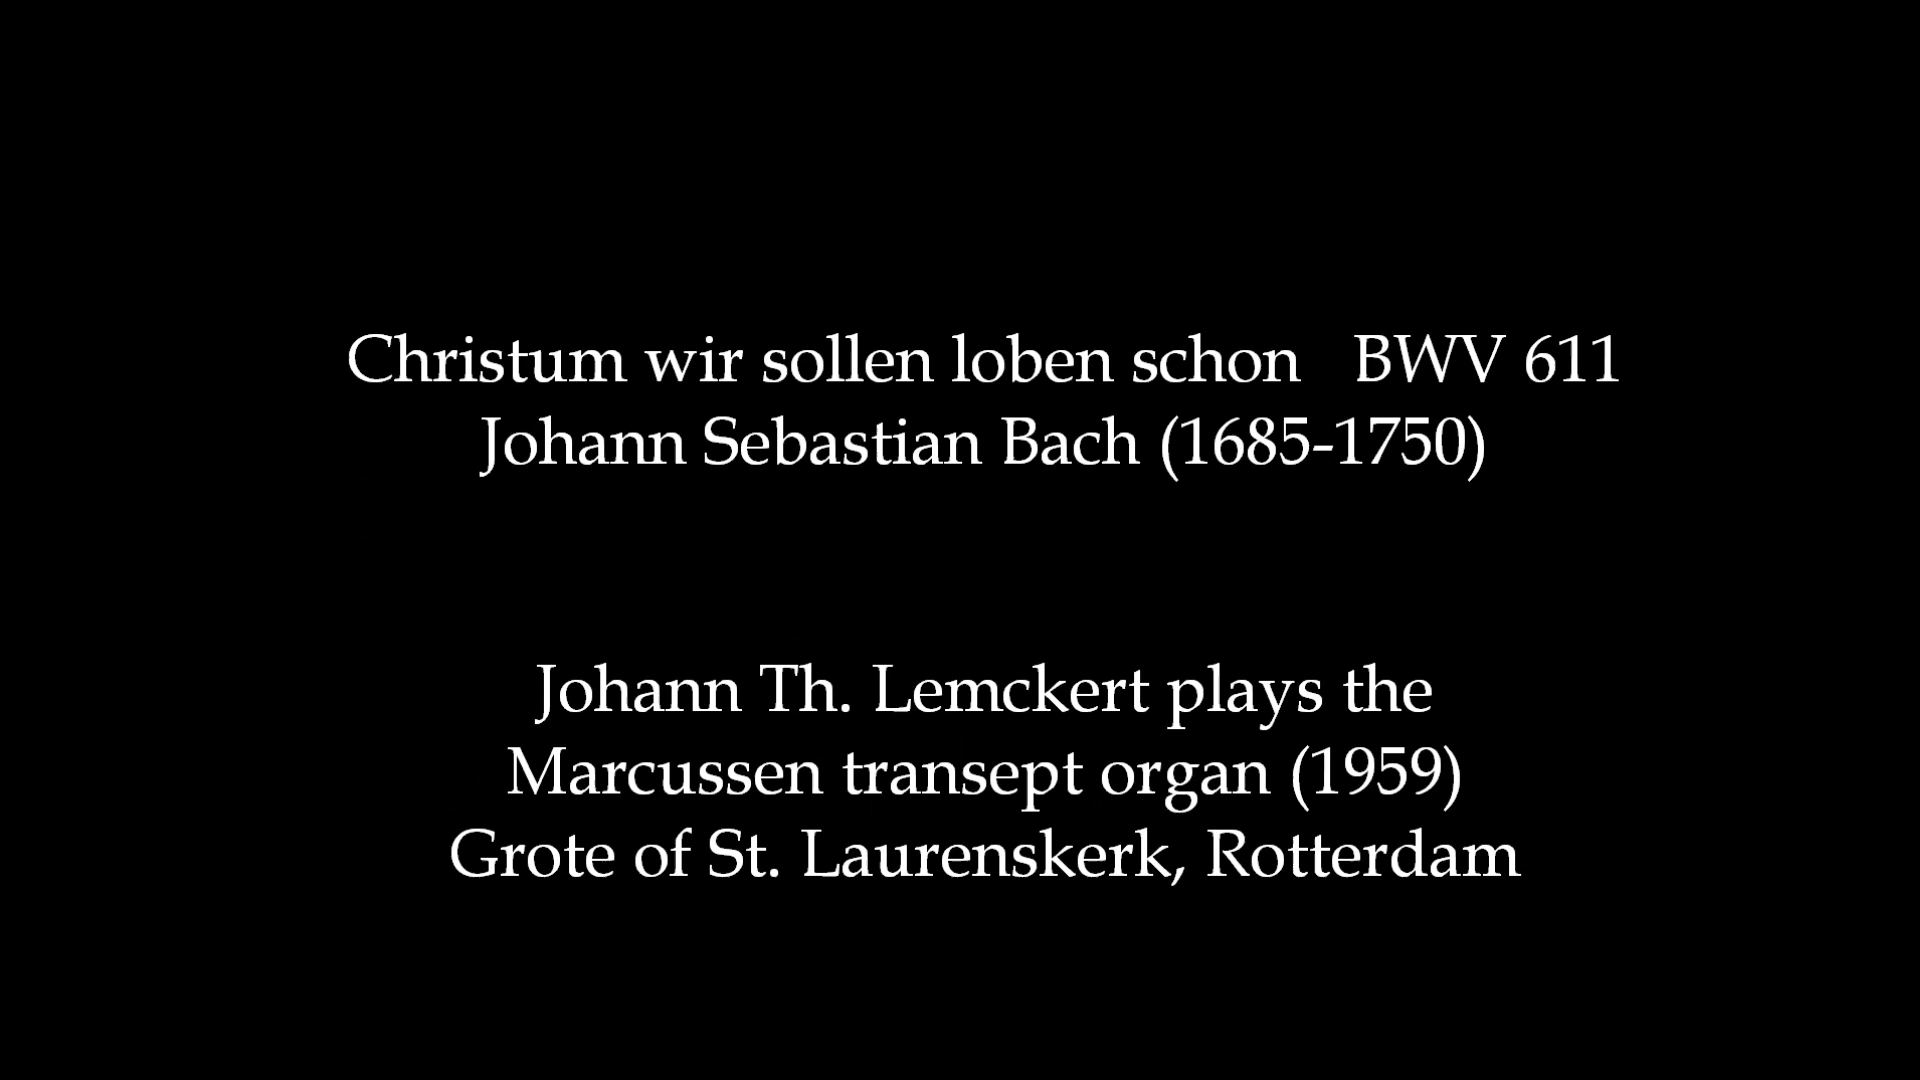 Christum wir sollen loben schon   BWV 611
Johann Sebastian Bach (1685-1750)
Johann Th. Lemckert plays the
Marcussen transept organ (1959)
Grote of St. Laurenskerk, Rotterdam